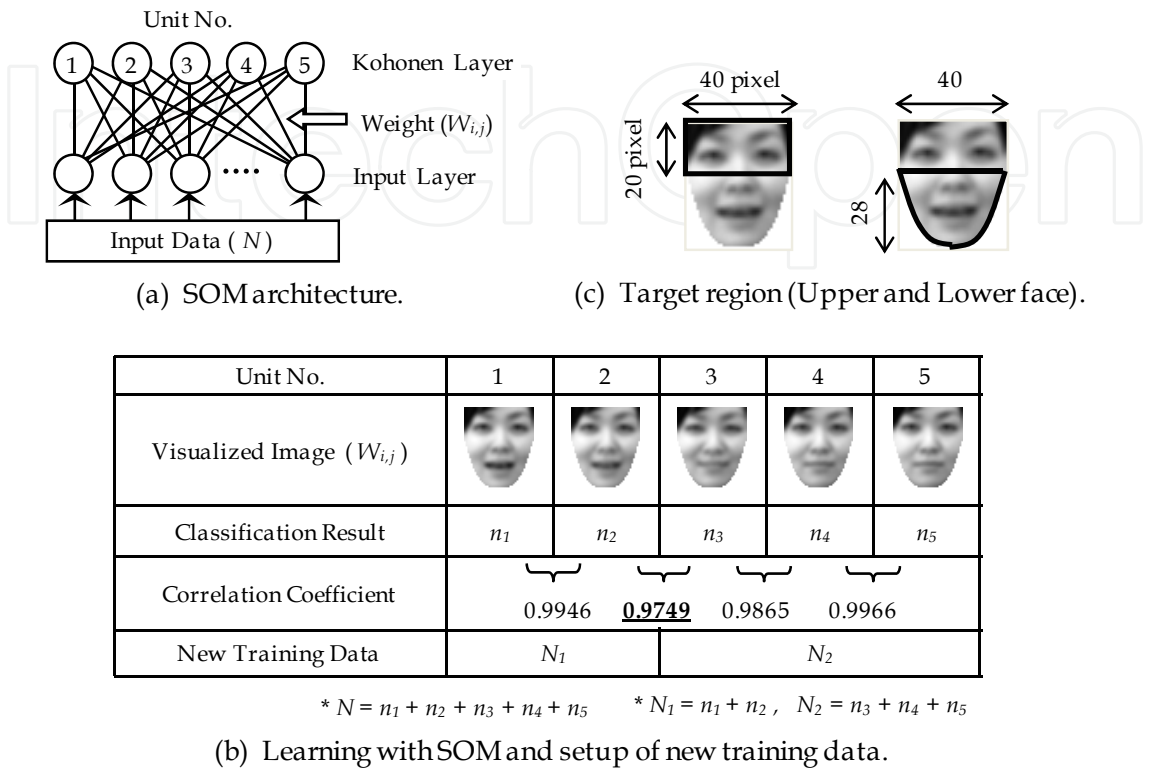 Unit No.
1 2 3 4 5
Kohonen Layer
Weight (Wi,j)
Input Layer
....
Input Data ( N )
(a) SOM architecture.
40 pixel
20 pixel
40
28
(c) Target region (Upper and Lower face).
IntechOpen
Unit No. 1 2 3 4 5
Visualized Image ( Wi,j )
Classification Result n1 n2 n3 n4 n5
Correlation Coefficient 0.9946 0.9749 0.9865 0.9966
New Training Data N1 N2
* N = n1 + n2 + n3 + n4 + n5 * N1 = n1 + n2 , N2 = n3 + n4 + n5
(b) Learning with SOM and setup of new training data.